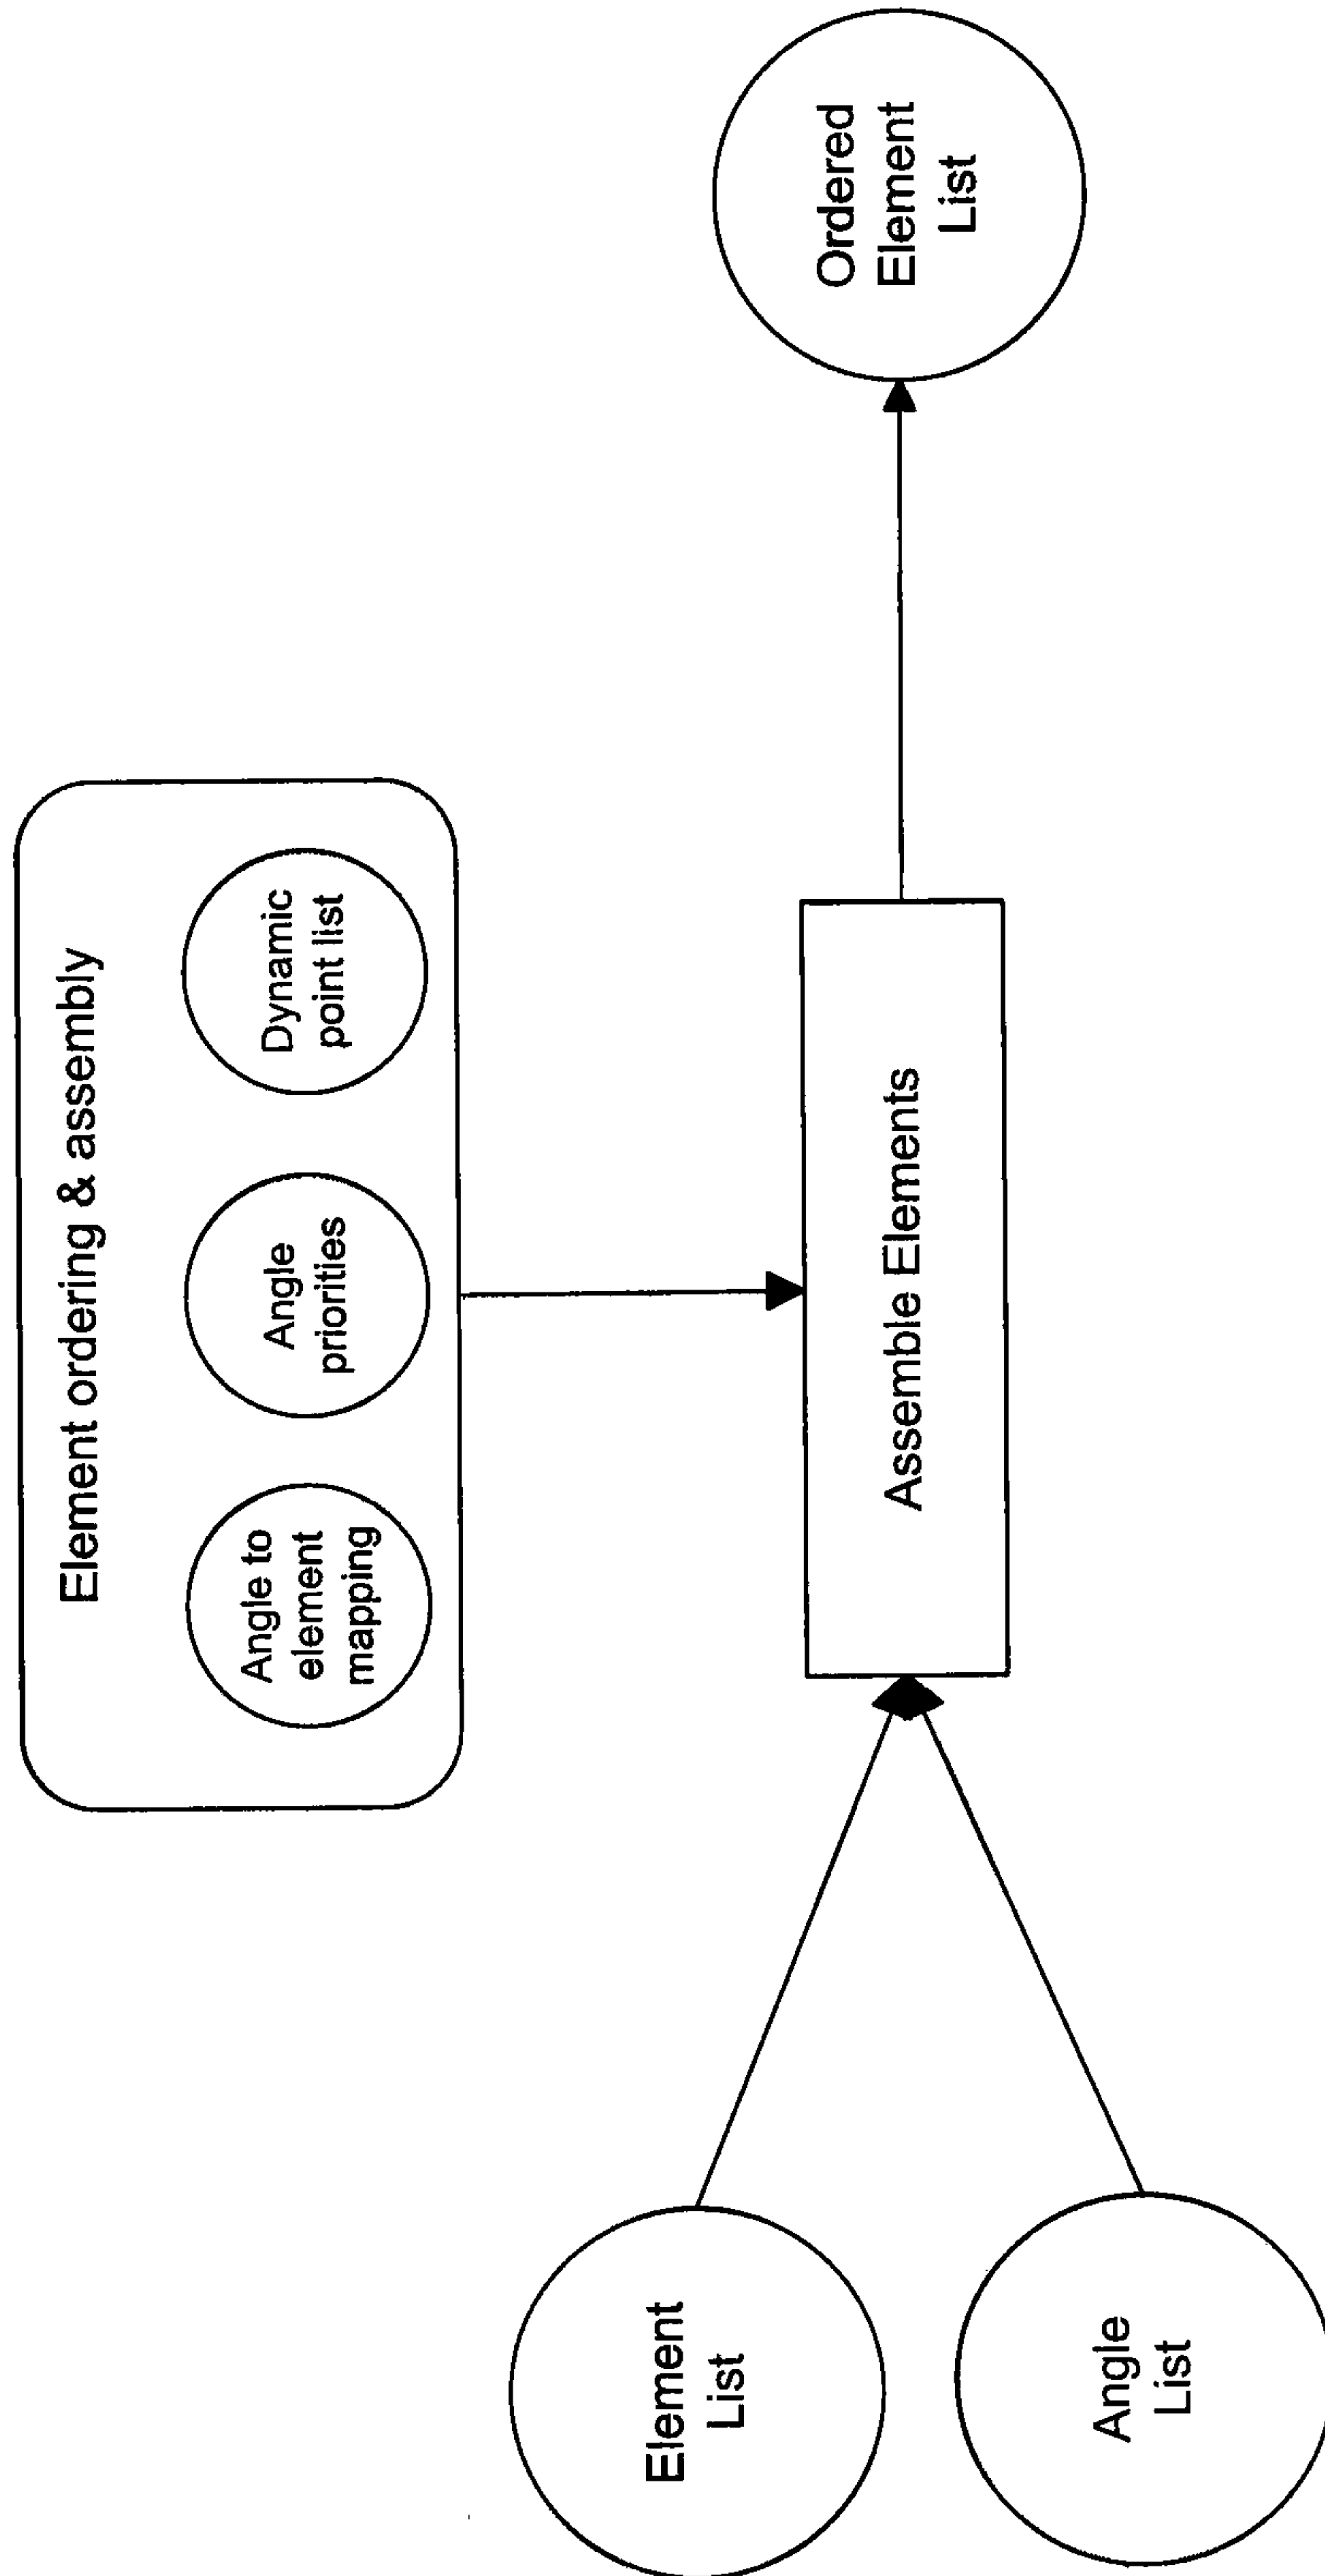 Element ordering & assembly
Angle to
element
mapping
Angle
priorities
Dynamic
point list
Element
List
Angle
List
Assemble Elements
Ordered
Element
List